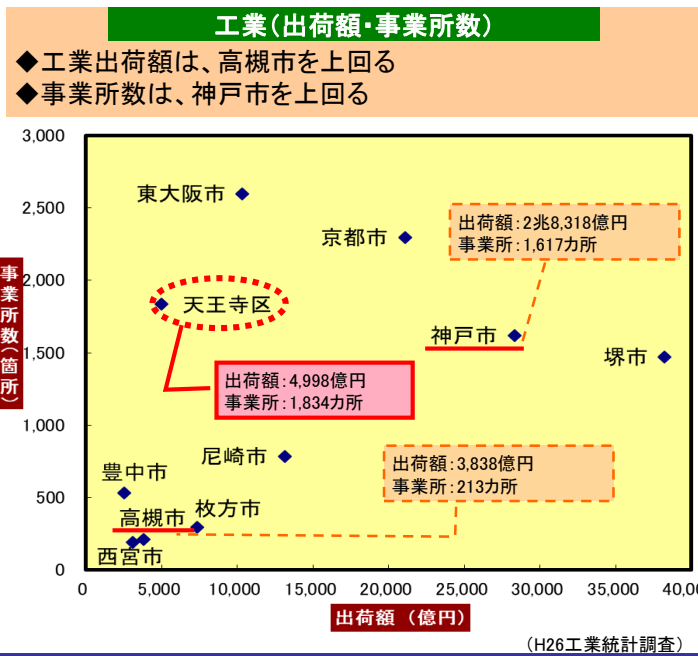 工業（出荷額・事業所数）
◆工業出荷額は、高槻市を上回る
◆事業所数は、神戸市を上回る
3,000
2,500
2,000
1,500
1,000
500
0
事業所数（箇所）
東大阪市
京都市
出荷額：2兆8,318億円
事業所：1,617カ所
天王寺区
神戸市
堺市
出荷額：4,998億円
事業所：1,834カ所
尼崎市
出荷額：3,838億円
事業所：213カ所
豊中市
高槻市
枚方市
西宮市
0 5,000 10,000 15,000 20,000 25,000 30,000 35,000 40,00
出荷額（億円）
（H26工業統計調査）